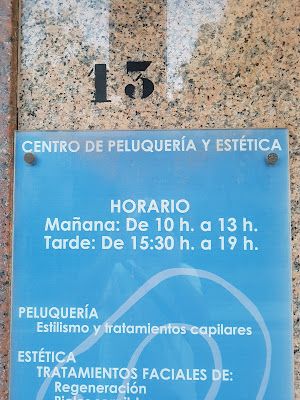 13
CENTRO DE PELUQUERÍA Y ESTÉTICA
HORARIO
Mañana: De 10 h. a 13 h.
Tarde: De 15:30 h. a 19 h.
PELUQUERÍA
Estilismo y tratamientos capilares
ESTÉTICA
TRATAMIENTOS FACIALES DE:
Regeneración